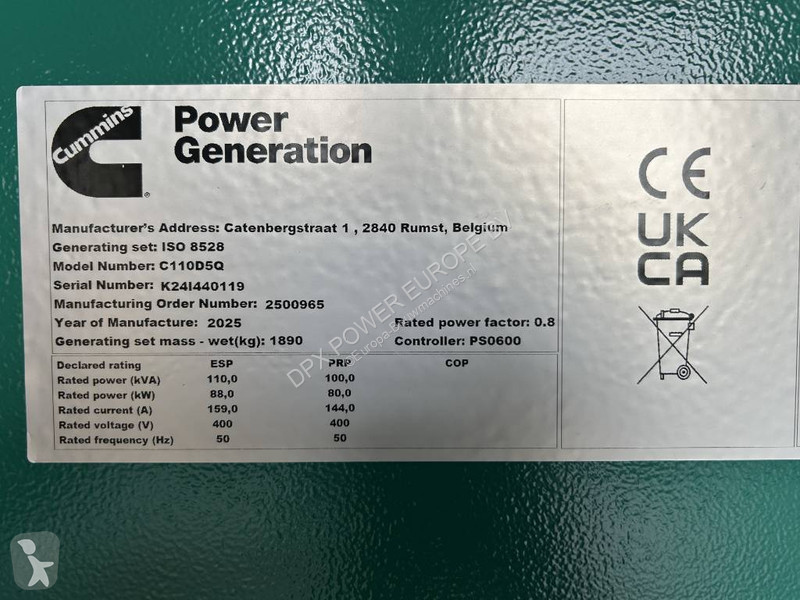 Cummins
Power
Generation
®
Manufacturer's Address: Catenbergstraat 1 , 2840 Rumst, Belgium
Generating set: ISO 8528
Model Number: C110D5Q
Serial Number: K24I440119
Manufacturing Order Number: 2500965
Year of Manufacture: 2025 Rated power factor: 0.8
Generating set mass - wet(kg): 1890 Controller: PS0600
Declared rating ESP PRP COP
Rated power (kVA) 110,0 100,0
Rated power (kW) 88,0 80,0
Rated current (A) 159,0 144,0
Rated voltage (V) 400 400
Rated frequency (Hz) 50 50
CE
UK
CA
DPX POWER EUROPE BV